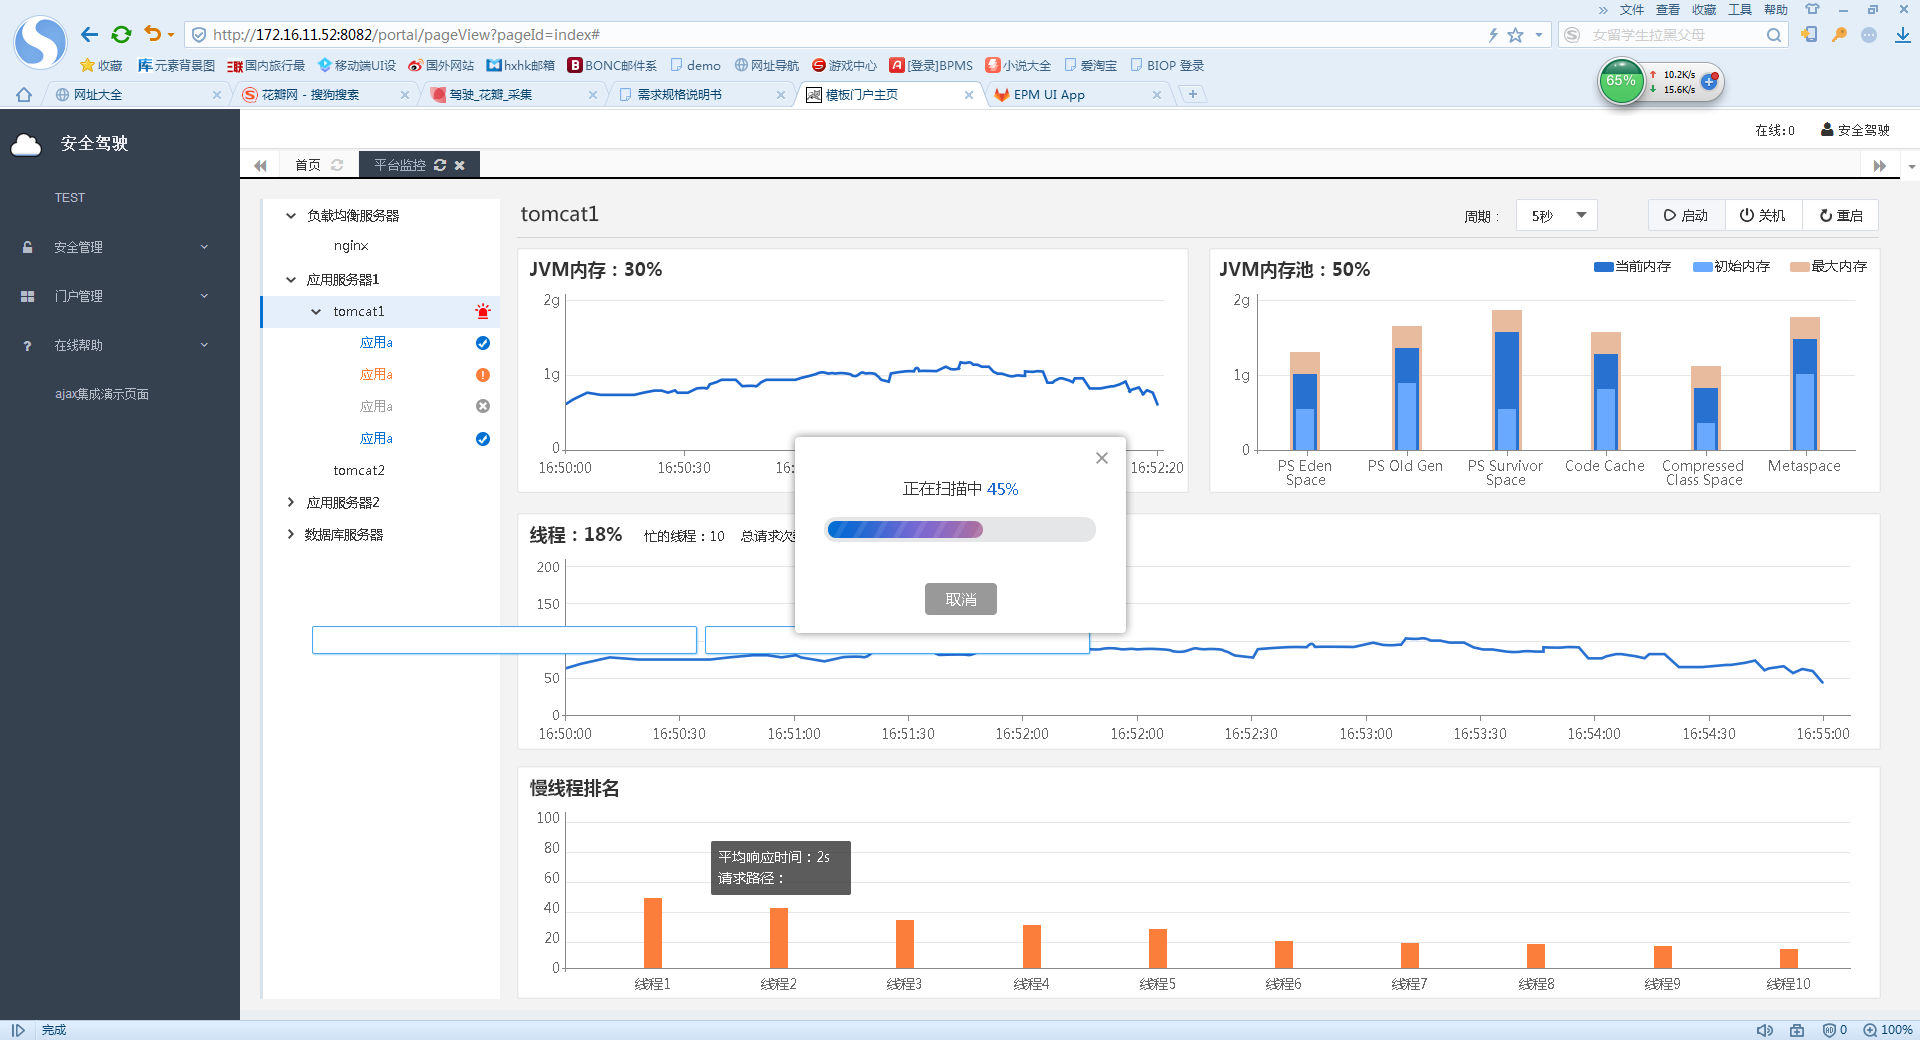 文件 查看 收藏 工具 帮助
http://172.16.11.52:8082/portal/pageView?pageId=index#
女留学生拉黑父母
收藏 元素背景图 国内旅行最 移动端UI设 国外网站 hxhk邮箱 BONC邮件系 demo 网址导航 游戏中心 [登录]BPMS 小说大全 爱淘宝 BIOP 登录
65% 10.2K/s
15.6K/s
网址大全 花瓣网 - 搜狗搜索 驾驶_花瓣_采集 需求规格说明书 模板门户主页 EPM UI App
安全驾驶
在线:0 安全驾驶
首页 平台监控
TEST
安全管理
门户管理
在线帮助
ajax集成演示页面
负载均衡服务器
nginx
应用服务器1
tomcat1
应用a
应用a
应用a
应用a
tomcat2
应用服务器2
数据库服务器
tomcat1
周期： 5秒 启动 关机 重启
JVM内存：30%
2g
1g
0
16:50:00 16:50:30 16: 16:52:20
JVM内存池：50%
当前内存 初始内存 最大内存
2g
1g
0
PS Eden Space PS Old Gen PS Survivor Space Code Cache Compressed Class Space Metaspace
正在扫描中 45%
取消
线程：18% 忙的线程：10 总请求次
200
150
50
0
16:50:00 16:50:30 16:51:00 16:51:30 16:52:00 16:52:00 16:52:30 16:53:00 16:53:30 16:54:00 16:54:30 16:55:00
慢线程排名
100
80
60
40
20
0
平均响应时间：2s
请求路径：
线程1 线程2 线程3 线程4 线程5 线程6 线程7 线程8 线程9 线程10
完成
0 100%